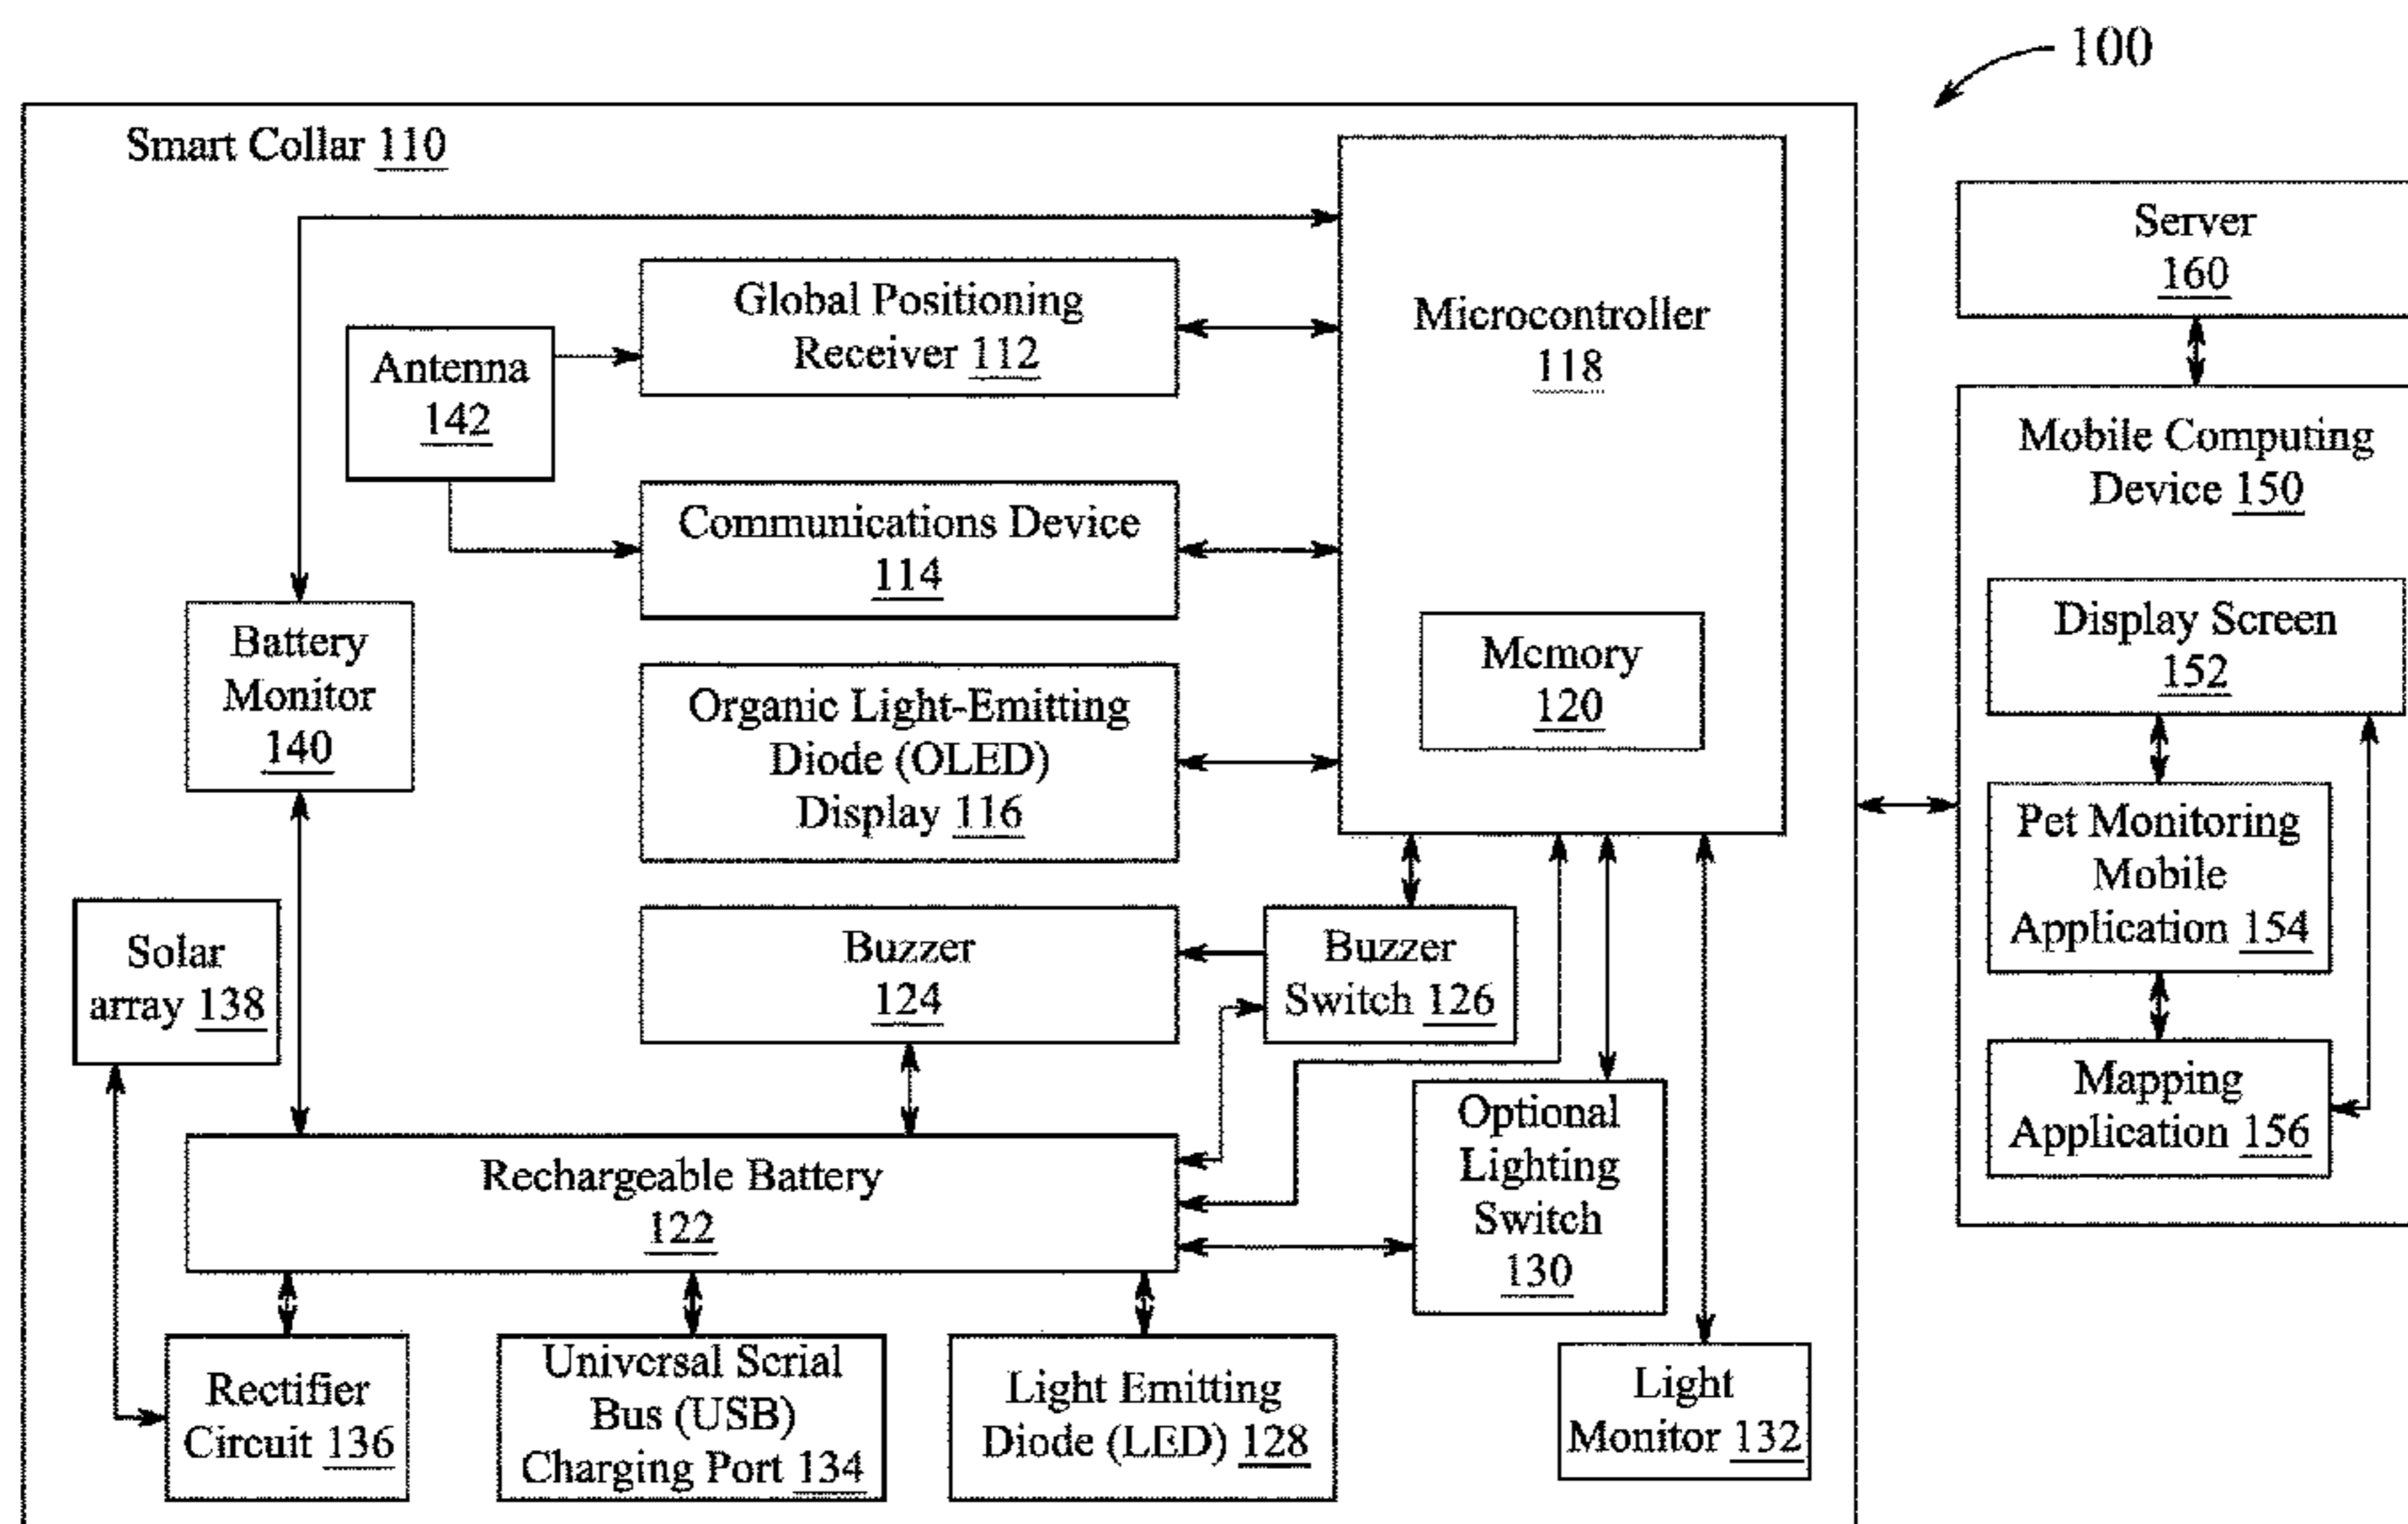 100
Smart Collar 110
Microcontroller
118
Memory
120
Global Positioning
Receiver 112
Antenna
142
Communications Device
114
Battery
Monitor
140
Organic Light-Emitting
Diode (OLED)
Display 116
Solar
array 138
Buzzer
124
Buzzer
Switch 126
Rechargeable Battery
122
Optional
Lighting
Switch
130
Rectifier
Circuit 136
Universal Serial
Bus (USB)
Charging Port 134
Light Emitting
Diode (LED) 128
Light
Monitor 132
Server
160
Mobile Computing
Device 150
Display Screen
152
Pet Monitoring
Mobile
Application 154
Mapping
Application 156